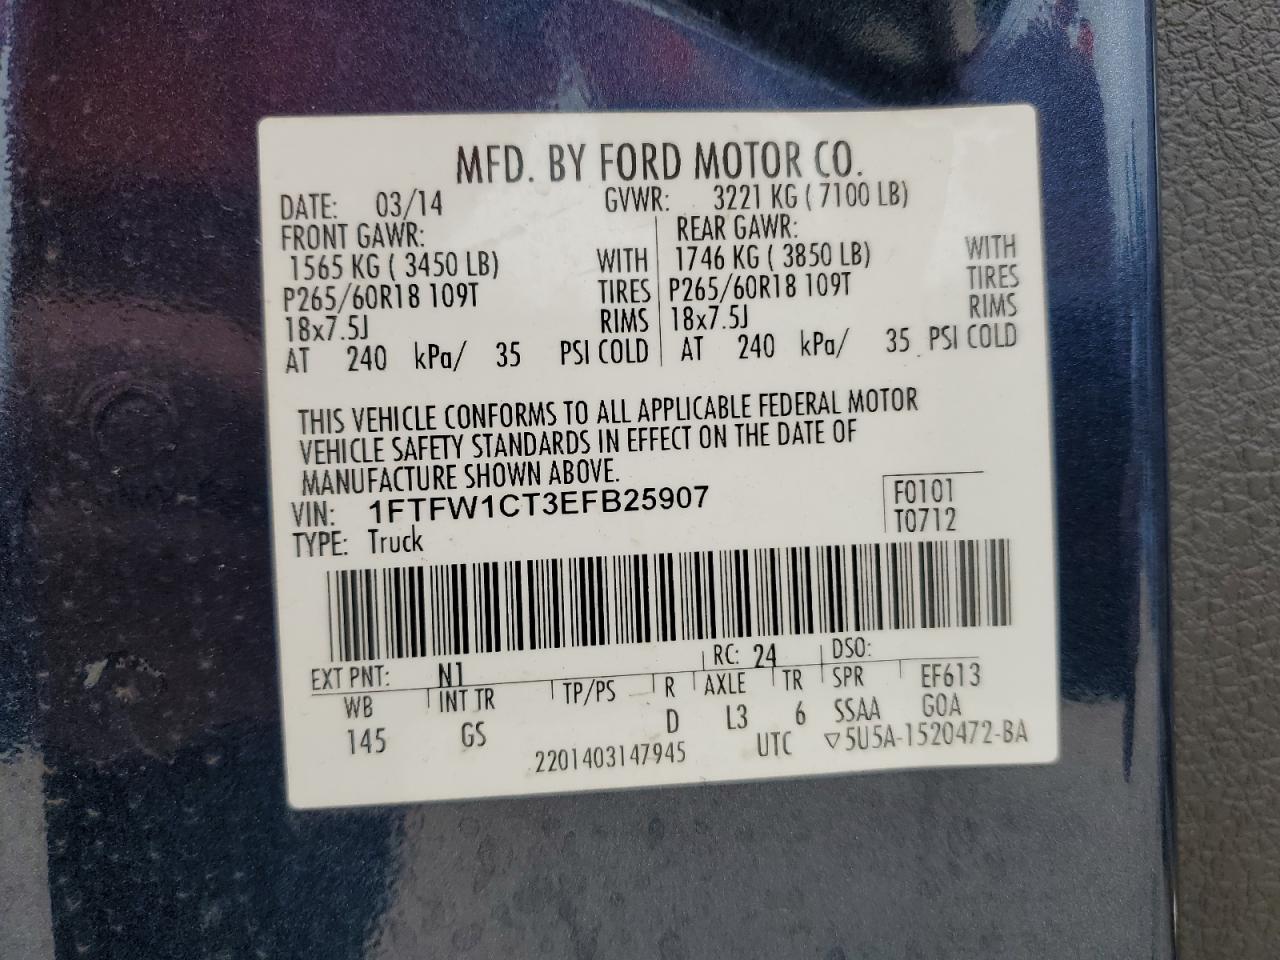 MFD. BY FORD MOTOR CO.
DATE: 03/14 GVWR: 3221 KG ( 7100 LB)
FRONT GAWR: REAR GAWR:
1565 KG ( 3450 LB) WITH 1746 KG ( 3850 LB) WITH
P265/60R18 109T TIRES P265/60R18 109T TIRES
18x7.5J RIMS 18x7.5J RIMS
AT 240 kPa/ 35 PSI COLD AT 240 kPa/ 35 PSI COLD
THIS VEHICLE CONFORMS TO ALL APPLICABLE FEDERAL MOTOR
VEHICLE SAFETY STANDARDS IN EFFECT ON THE DATE OF
MANUFACTURE SHOWN ABOVE.
VIN: 1FTFW1CT3EFB25907 F0101
TYPE: Truck T0712
EXT PNT: N1 RC: 24 DSO:
WB INT TR TP/PS R AXLE TR SPR EF613
145 GS D L3 6 SSAA GOA
2201403147945 UTC ▽5U5A-1520472-BA